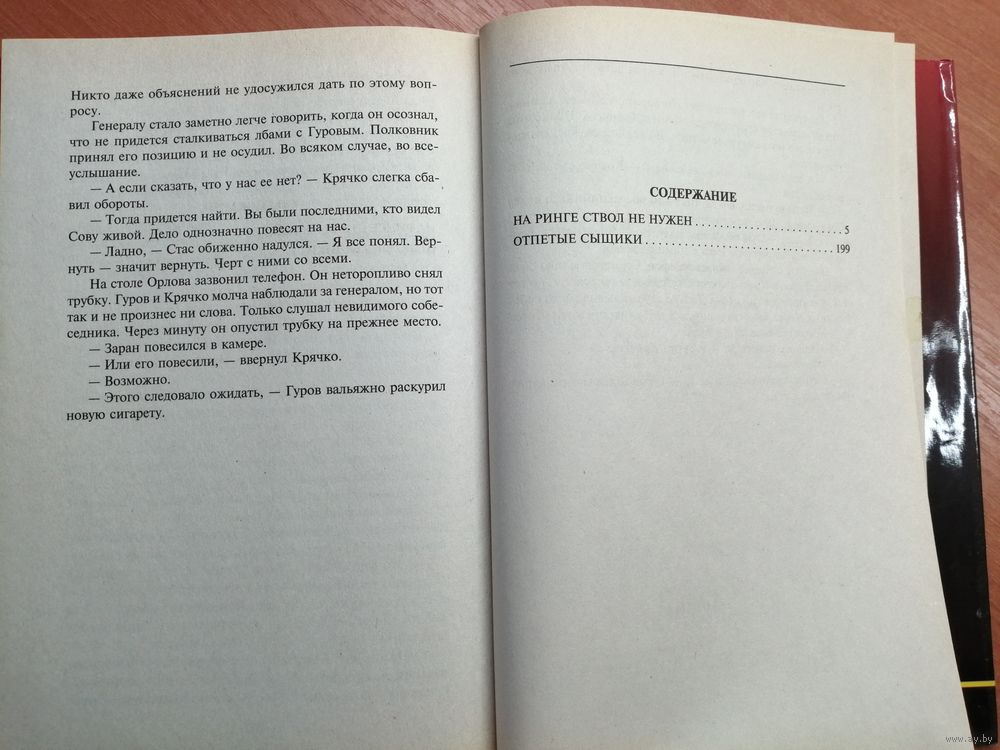 Никто даже объяснений не удосужился дать по этому воп-
росу.
Генералу стало заметно легче говорить, когда он осознал,
что не придется сталкиваться лбами с Гуровым. Полковник
принял его позицию и не осудил. Во всяком случае, во все-
услышание.
— А если сказать, что у нас ее нет? — Крячко слегка сба-
вил обороты.
— Тогда придется найти. Вы были последними, кто видел
Сову живой. Дело однозначно повесят на нас.
— Ладно, — Стас обиженно надулся. — Я все понял. Вер-
нуть — значит вернуть. Черт с ними со всеми.
На столе Орлова зазвонил телефон. Он неторопливо снял
трубку. Гуров и Крячко молча наблюдали за генералом, но тот
так и не произнес ни слова. Только слушал невидимого собе-
седника. Через минуту он опустил трубку на прежнее место.
— Заран повесился в камере.
— Или его повесили, — ввернул Крячко.
— Возможно.
— Этого следовало ожидать, — Гуров вальяжно раскурил
новую сигарету.
СОДЕРЖАНИЕ
НА РИНГЕ СТВОЛ НЕ НУЖЕН . . . . . . . . . . . . . . . . . . . . . . . 5
ОТПЕТЫЕ СЫЩИКИ . . . . . . . . . . . . . . . . . . . . . . . . . . . . . 199
www.ay.by